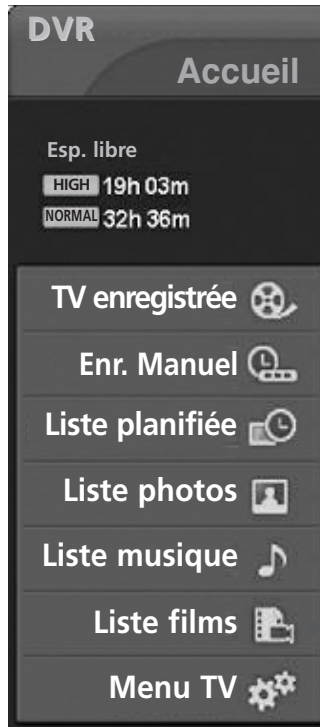 DVR
Accueil
Esp. libre
HIGH 19h 03m
NORMAL 32h 36m
TV enregistrée
Enr. Manuel
Liste planifiée
Liste photos
Liste musique
Liste films
Menu TV